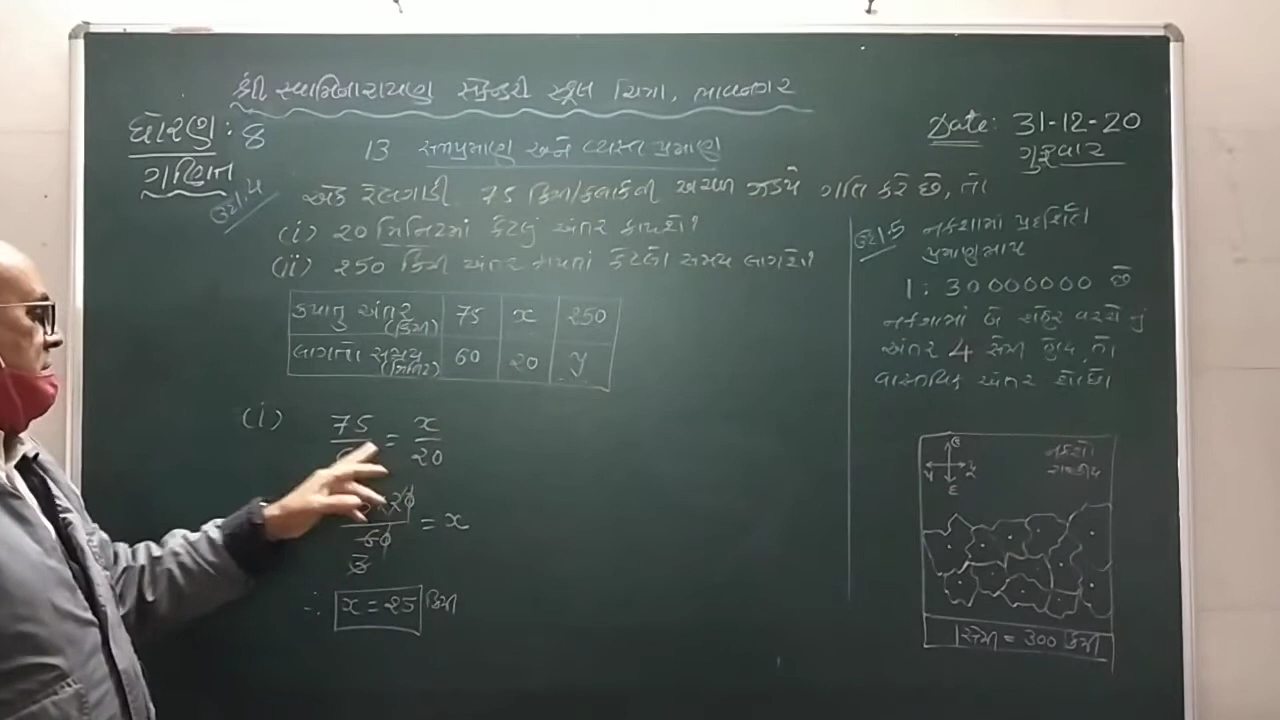 શ્રી સ્વામિનારાયણ સેકન્ડરી સ્કૂલ ચિત્રા, ભાવનગર
ધોરણ: 8
ગણિત
Date: 31-12-20
ગુરૂવાર
13 સમપ્રમાણ અને વ્યસ્ત પ્રમાણ
ઉદા.૫ એક રેલગાડી 75 કિમી/કલાકની અચળ ઝડપે ગતિ કરે છે, તો
(i) 20 મિનિટમાં કેટલું અંતર કાપશે?
(ii) 250 કિમી અંતર કાપતાં કેટલો સમય લાગશે?
કપાતુ અંતર (કિમી) 75 x 250
લાગતો સમય (મિનિટ) 60 20 y
(i) 75 = x
20
20
60 = x
3
∴ x = 25 કિમી
ઉદા. નકશામાં પ્રદર્શિત
પ્રમાણમાપ
1 : 30000000 છે
નકશામાં બે શહેર વચ્ચેનું
અંતર 4 સેમી હોય, તો
વાસ્તવિક અંતર શોધો.
નકશો
1 સેમી = 300 કિમી